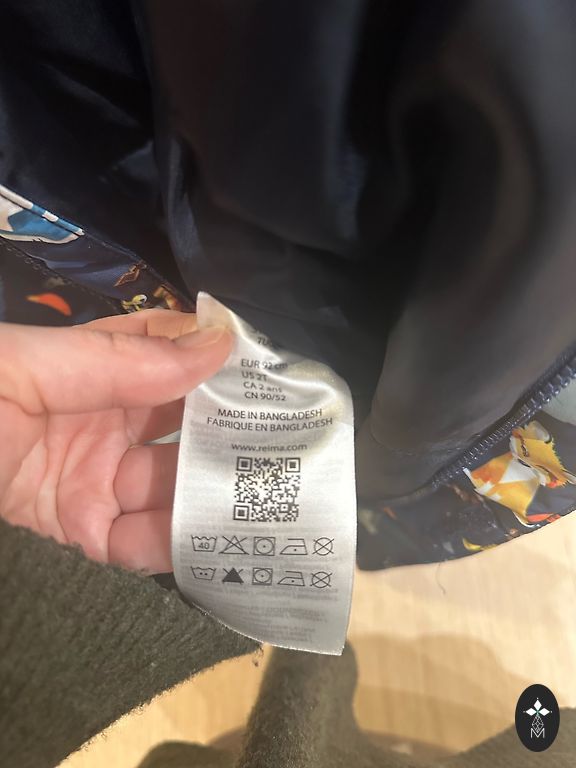 EUR 92 cm
US 2T
CA 2 ans
CN 90/52
MADE IN BANGLADESH
FABRIQUE EN BANGLADESH
www.reima.com
40
M